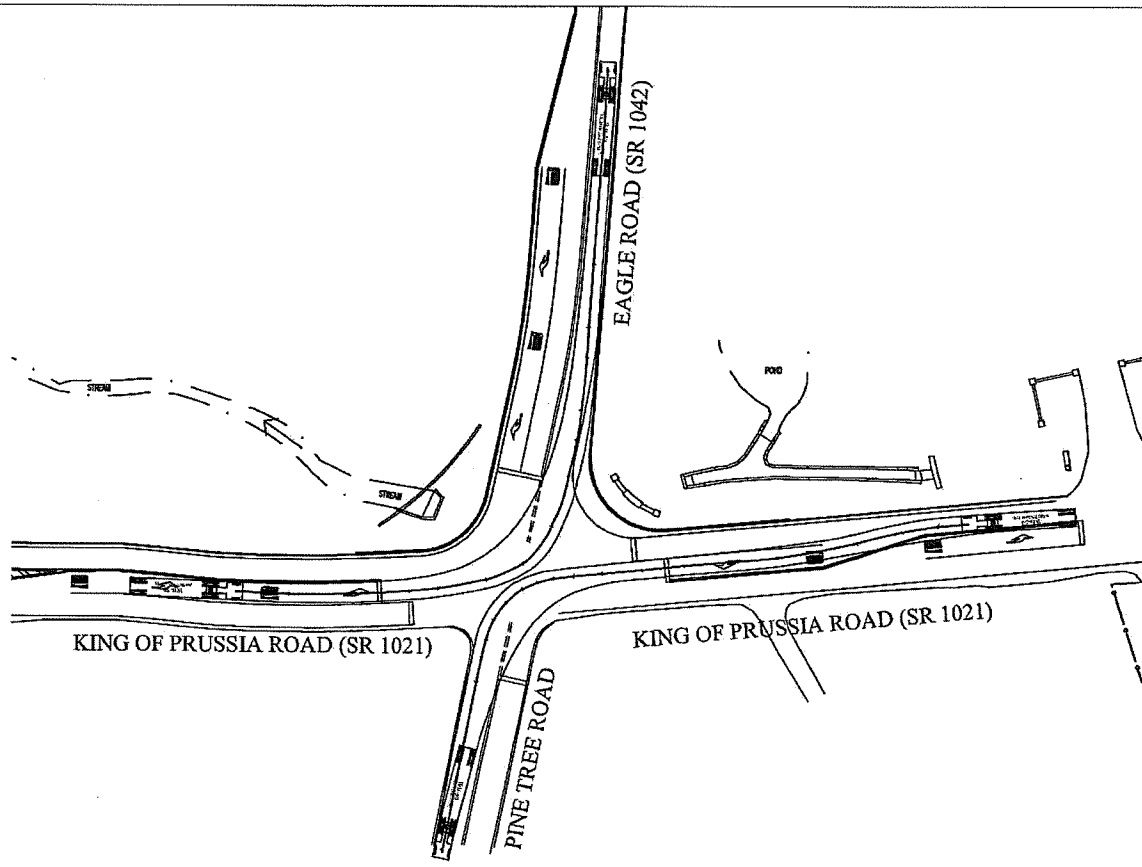 EAGLE ROAD (SR 1042)
STREAM
POND
STREAM
KING OF PRUSSIA ROAD (SR 1021)
KING OF PRUSSIA ROAD (SR 1021)
PINE TREE ROAD